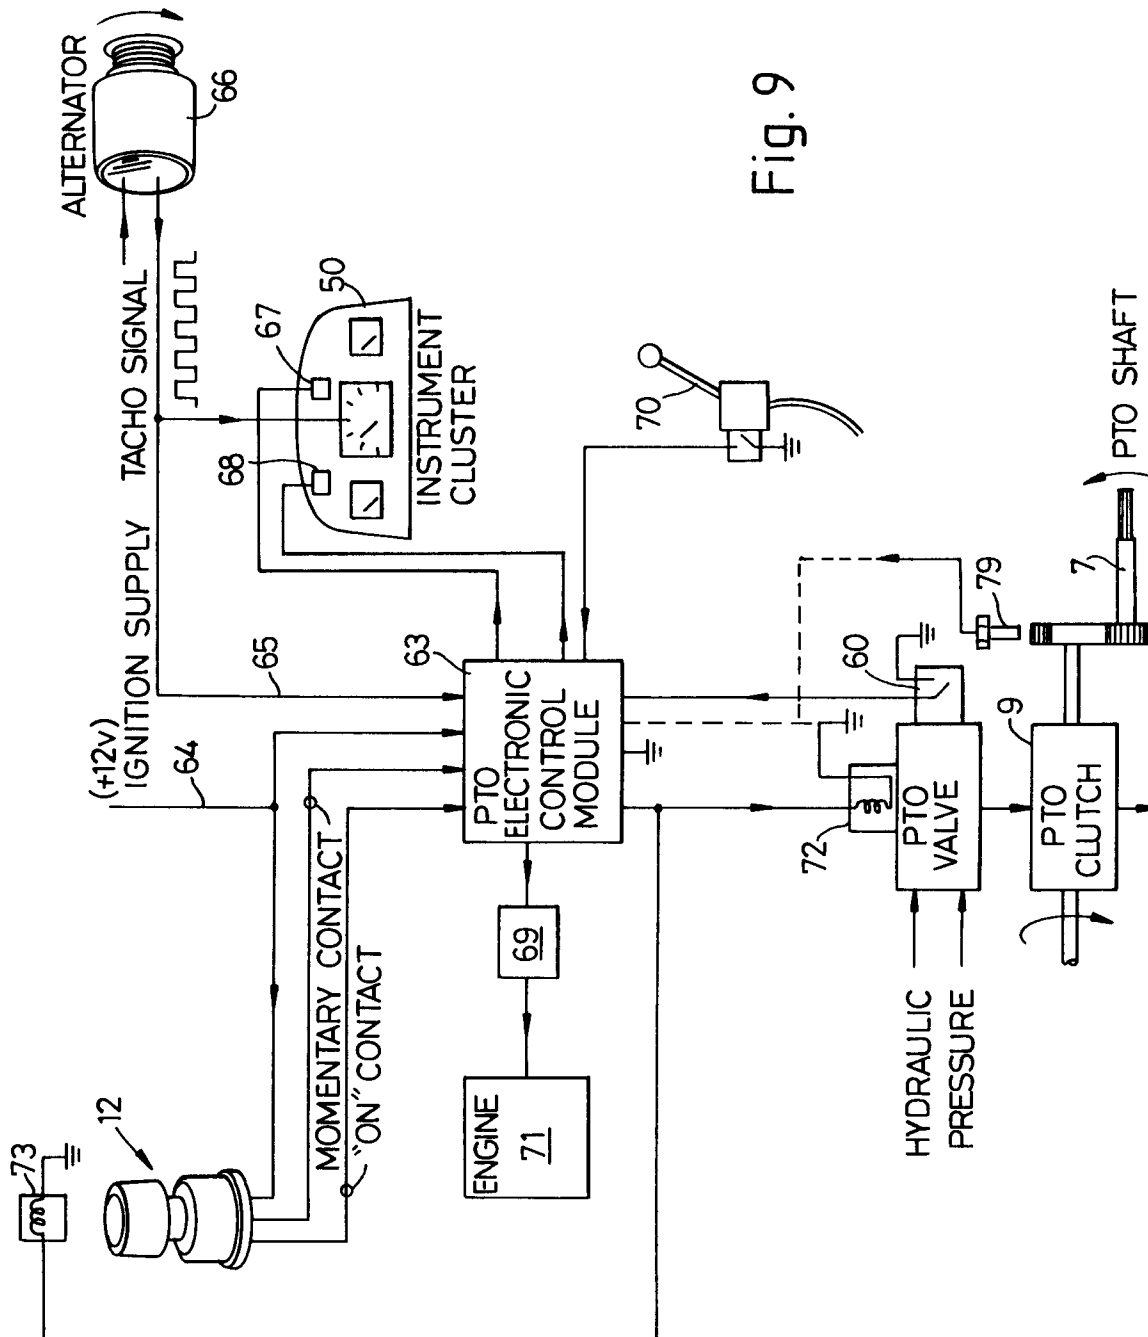 73
12
(+12v)
IGNITION SUPPLY
64
TACHO SIGNAL
ALTERNATOR
66
65
MOMENTARY CONTACT
"ON" CONTACT
67
50
68
INSTRUMENT
CLUSTER
63
PTO
ELECTRONIC
CONTROL
MODULE
69
ENGINE
71
70
60
79
72
PTO
VALVE
HYDRAULIC
PRESSURE
9
PTO
CLUTCH
7
PTO SHAFT
Fig. 9